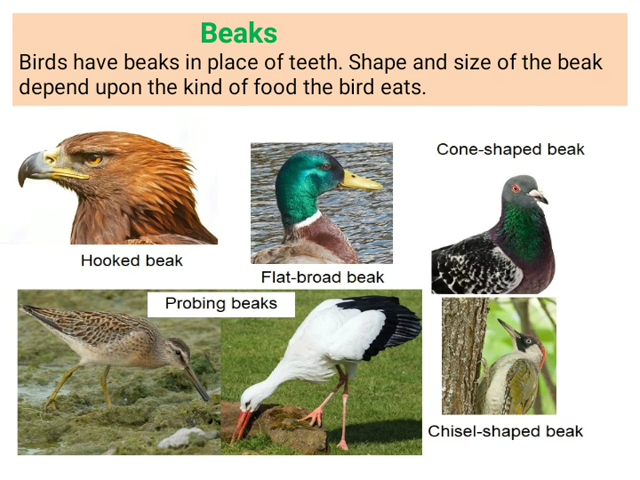 Beaks
Birds have beaks in place of teeth. Shape and size of the beak
depend upon the kind of food the bird eats.
Cone-shaped beak
Hooked beak
Flat-broad beak
Probing beaks
Chisel-shaped beak